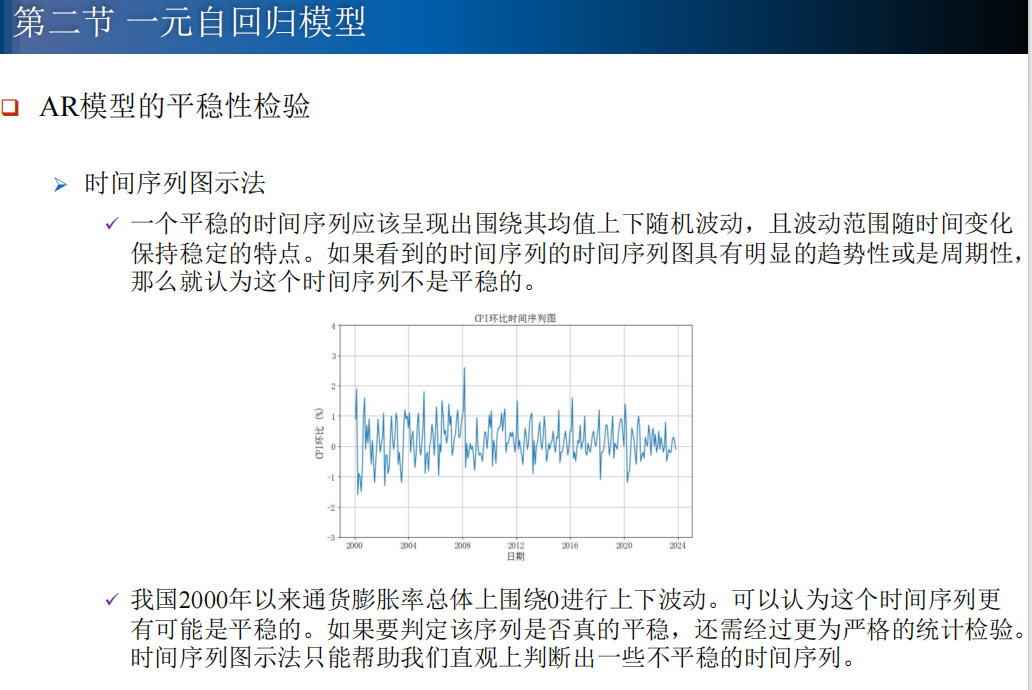 第二节 一元自回归模型
AR模型的平稳性检验
时间序列图示法
一个平稳的时间序列应该呈现出围绕其均值上下随机波动，且波动范围随时间变化
保持稳定的特点。如果看到的时间序列的时间序列图具有明显的趋势性或是周期性，
那么就认为这个时间序列不是平稳的。
CPI环比时间序列图
4
3
2
1
0
-1
-2
-3
CPI环比 (%)
2000 2004 2008 2012 2016 2020 2024
日期
我国2000年以来通货膨胀率总体上围绕0进行上下波动。可以认为这个时间序列更
有可能是平稳的。如果要判定该序列是否真的平稳，还需经过更为严格的统计检验。
时间序列图示法只能帮助我们直观上判断出一些不平稳的时间序列。